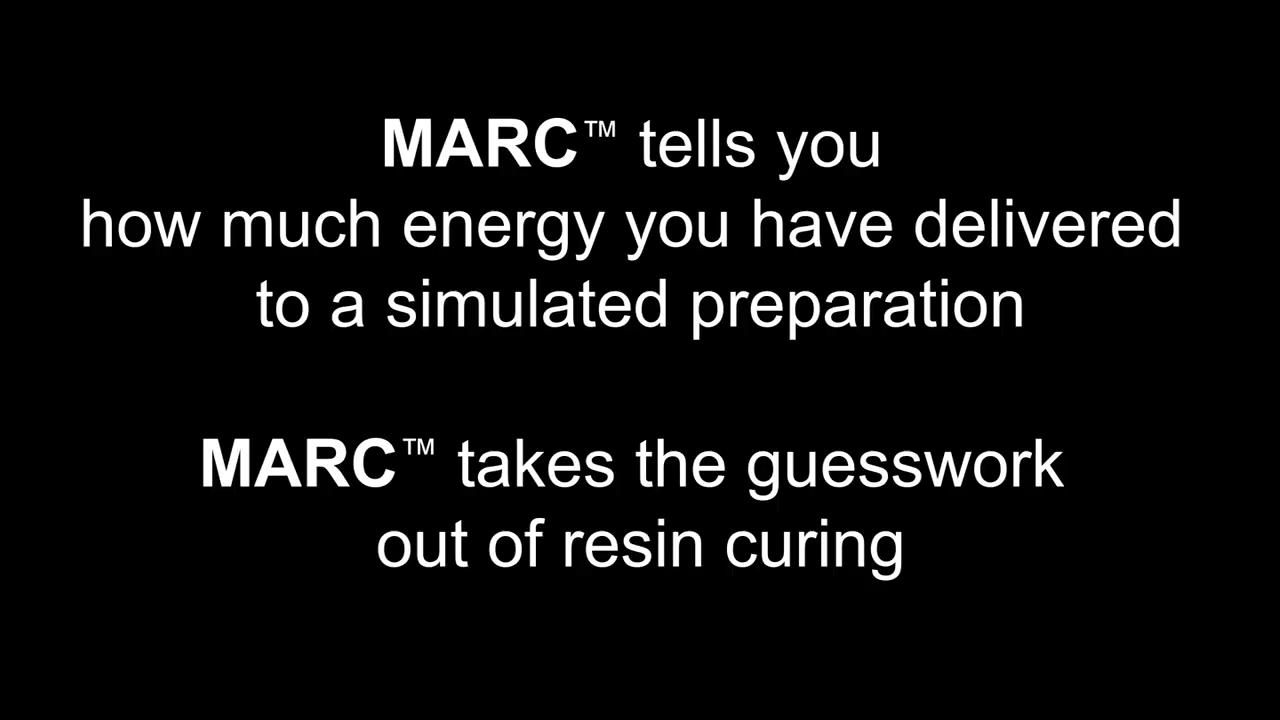 MARC™ tells you
how much energy you have delivered
to a simulated preparation
MARC™ takes the guesswork
out of resin curing